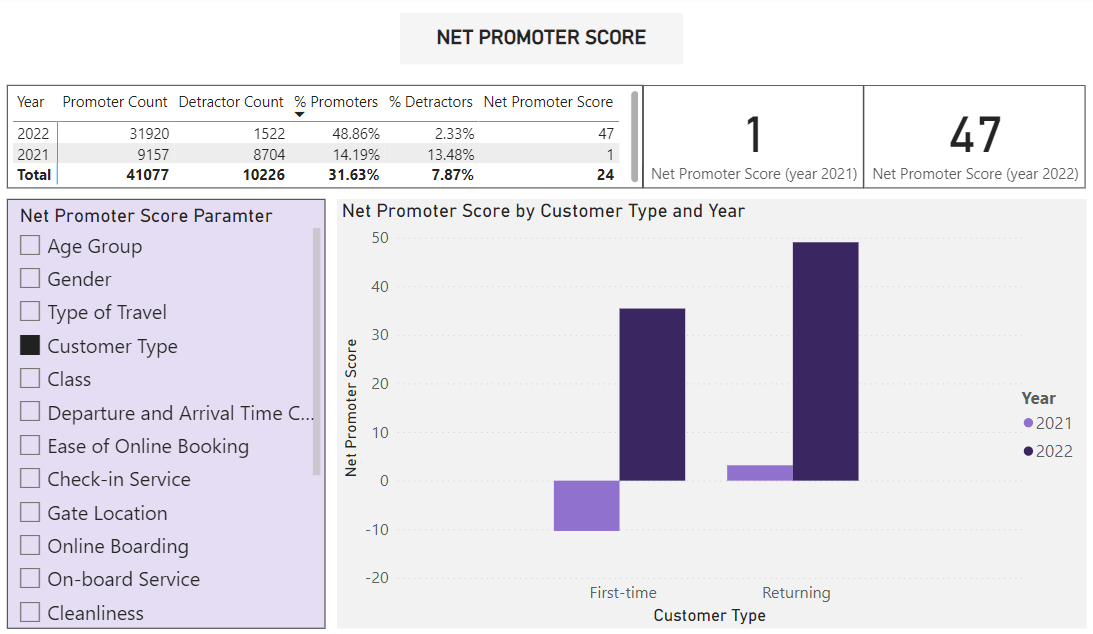 NET PROMOTER SCORE
Year Promoter Count Detractor Count % Promoters % Detractors Net Promoter Score
2022 31920 1522 48.86% 2.33% 47
2021 9157 8704 14.19% 13.48% 1
Total 41077 10226 31.63% 7.87% 24
1
Net Promoter Score (year 2021)
47
Net Promoter Score (year 2022)
Net Promoter Score Paramter
Age Group
Gender
Type of Travel
Customer Type
Class
Departure and Arrival Time C...
Ease of Online Booking
Check-in Service
Gate Location
Online Boarding
On-board Service
Cleanliness
Net Promoter Score by Customer Type and Year
Net Promoter Score
50
40
30
20
10
0
-10
-20
First-time Returning
Customer Type
Year
2021
2022